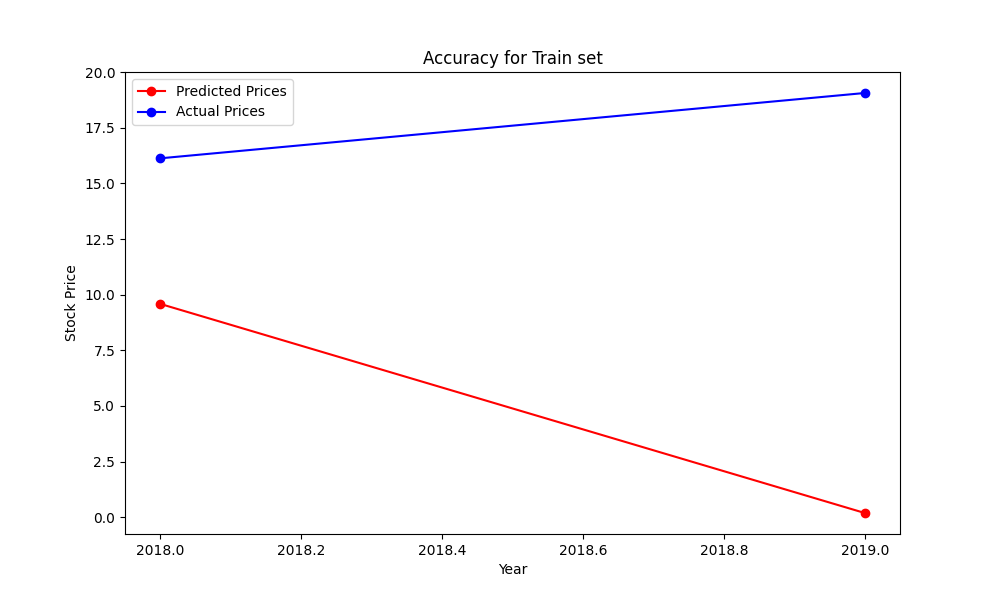 Accuracy for Train set
Predicted Prices
Actual Prices
20.0
17.5
15.0
12.5
10.0
7.5
5.0
2.5
0.0
Stock Price
2018.0 2018.2 2018.4 2018.6 2018.8 2019.0
Year